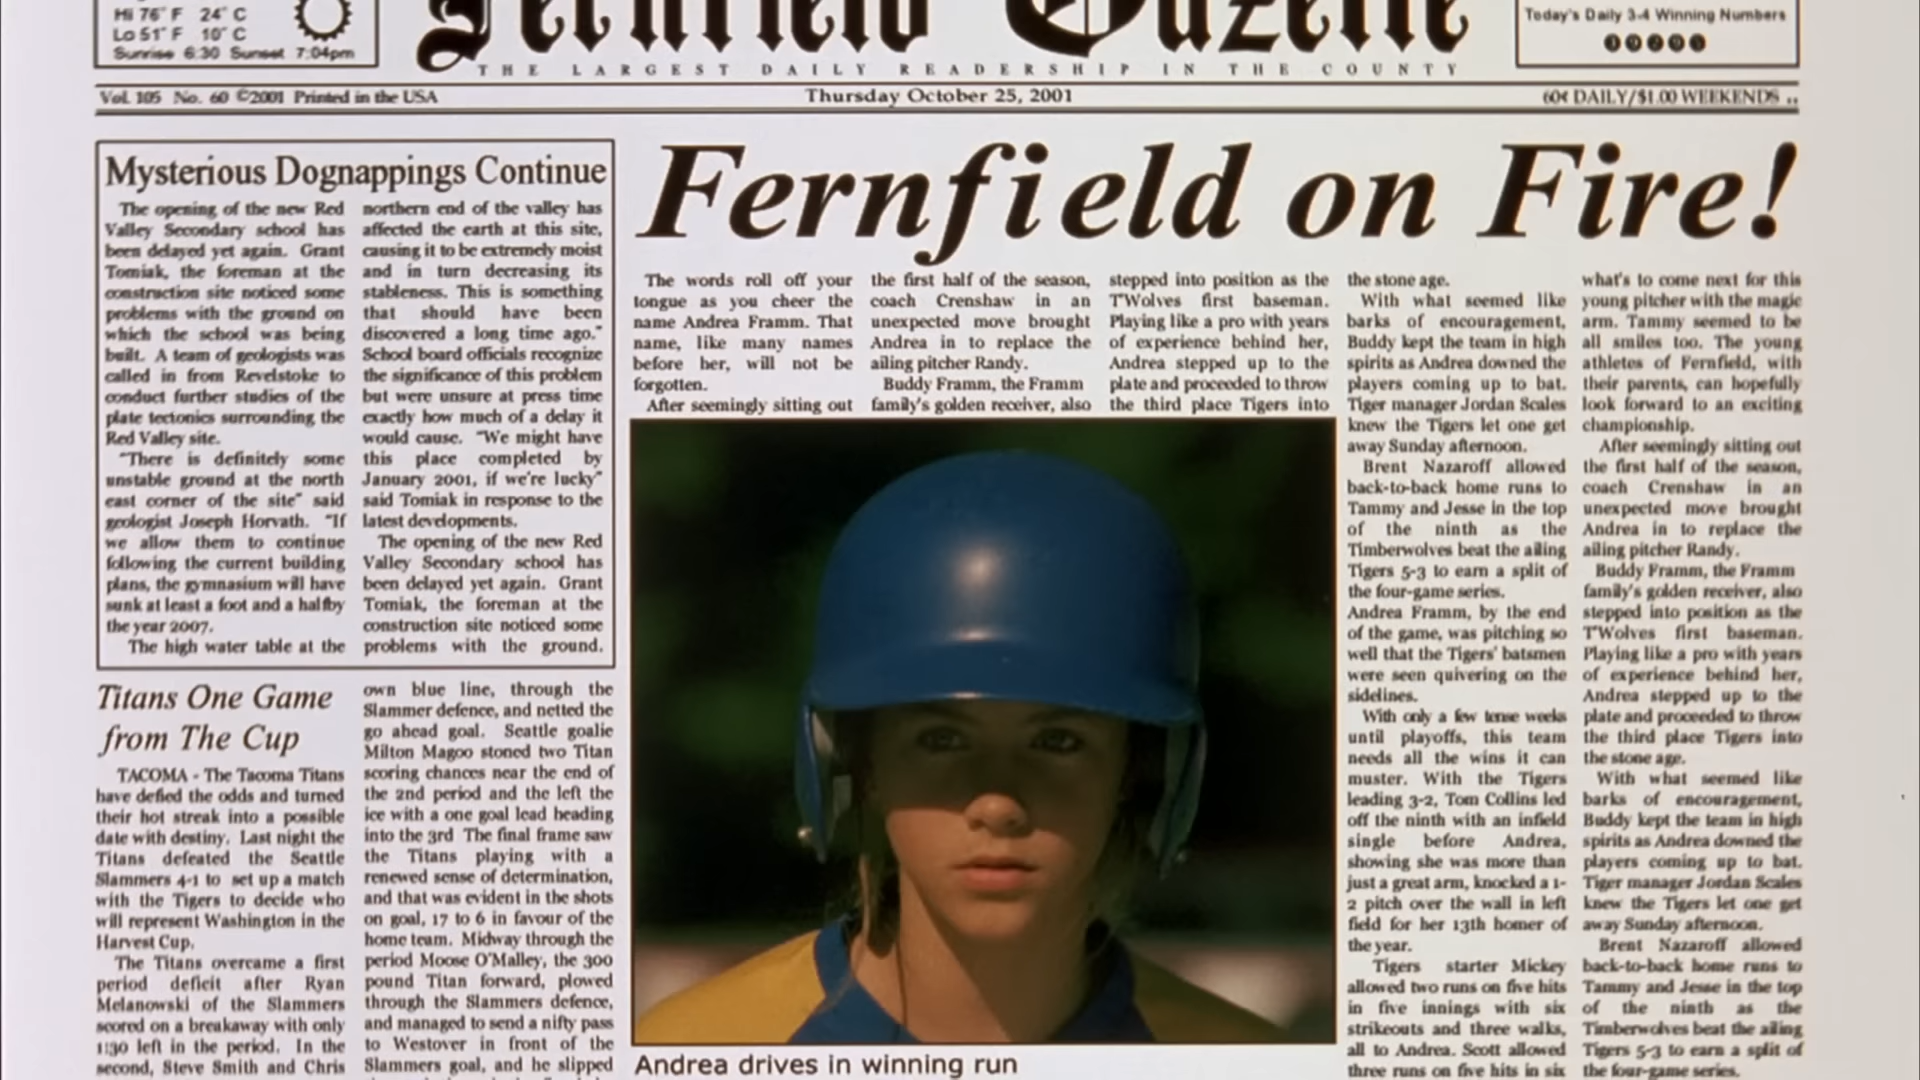 Hi 76° F 24° C
Lo 51° F 10° C
Sunrise 6:30 Sunset 7:04pm
Fernfield Gazette
THE LARGEST DAILY READERSHIP IN THE COUNTY
Today's Daily 3-4 Winning Numbers
Vol. 105 No. 60 ©2001 Printed in the USA
Thursday October 25, 2001
60¢ DAILY/$1.00 WEEKENDS ..
Mysterious Dognappings Continue
The opening of the new Red
Valley Secondary school has
been delayed yet again. Grant
Tomiak, the foreman at the
construction site noticed some
problems with the ground on
which the school was being
built. A team of geologists was
called in from Revelstoke to
conduct further studies of the
plate tectonics surrounding the
Red Valley site.
"There is definitely some
unstable ground at the north
east corner of the site" said
geologist Joseph Horvath. "If
we allow them to continue
following the current building
plans, the gymnasium will have
sunk at least a foot and a half by
the year 2007.
The high water table at the
northern end of the valley has
affected the earth at this site,
causing it to be extremely moist
and in turn decreasing its
stableness. This is something
that should have been
discovered a long time ago."
School board officials recognize
the significance of this problem
but were unsure at press time
exactly how much of a delay it
would cause. "We might have
this place completed by
January 2001, if we're lucky"
said Tomiak in response to the
latest developments.
The opening of the new Red
Valley Secondary school has
been delayed yet again. Grant
Tomiak, the foreman at the
construction site noticed some
problems with the ground.
Titans One Game
from The Cup
TACOMA - The Tacoma Titans
have defied the odds and turned
their hot streak into a possible
date with destiny. Last night the
Titans defeated the Seattle
Slammers 4-1 to set up a match
with the Tigers to decide who
will represent Washington in the
Harvest Cup.
The Titans overcame a first
period deficit after Ryan
Melanowski of the Slammers
scored on a breakaway with only
1:30 left in the period. In the
second, Steve Smith and Chris
own blue line, through the
Slammer defence, and netted the
go ahead goal. Seattle goalie
Milton Magoo stoned two Titan
scoring chances near the end of
the 2nd period and the left the
ice with a one goal lead heading
into the 3rd The final frame saw
the Titans playing with a
renewed sense of determination,
and that was evident in the shots
on goal, 17 to 6 in favour of the
home team. Midway through the
period Moose O'Malley, the 300
pound Titan forward, plowed
through the Slammers defence,
and managed to send a nifty pass
to Westover in front of the
Slammers goal, and he slipped
Fernfield on Fire!
The words roll off your
tongue as you cheer the
name Andrea Framm. That
name, like many names
before her, will not be
forgotten.
After seemingly sitting out
the first half of the season,
coach Crenshaw in an
unexpected move brought
Andrea in to replace the
ailing pitcher Randy.
Buddy Framm, the Framm
family's golden receiver, also
stepped into position as the
T'Wolves first baseman.
Playing like a pro with years
of experience behind her,
Andrea stepped up to the
plate and proceeded to throw
the third place Tigers into
the stone age.
With what seemed like
barks of encouragement,
Buddy kept the team in high
spirits as Andrea downed the
players coming up to bat.
Tiger manager Jordan Scales
knew the Tigers let one get
away Sunday afternoon.
Brent Nazaroff allowed
back-to-back home runs to
Tammy and Jesse in the top
of the ninth as the
Timberwolves beat the ailing
Tigers 5-3 to earn a split of
the four-game series.
Andrea Framm, by the end
of the game, was pitching so
well that the Tigers' batsmen
were seen quivering on the
sidelines.
With only a few tense weeks
until playoffs, this team
needs all the wins it can
muster. With the Tigers
leading 3-2, Tom Collins led
off the ninth with an infield
single before Andrea,
showing she was more than
just a great arm, knocked a 1-
2 pitch over the wall in left
field for her 13th homer of
the year.
Tigers starter Mickey
allowed two runs on five hits
in five innings with six
strikeouts and three walks,
all to Andrea. Scott allowed
three runs on five hits in six
what's to come next for this
young pitcher with the magic
arm. Tammy seemed to be
all smiles too. The young
athletes of Fernfield, with
their parents, can hopefully
look forward to an exciting
championship.
After seemingly sitting out
the first half of the season,
coach Crenshaw in an
unexpected move brought
Andrea in to replace the
ailing pitcher Randy.
Buddy Framm, the Framm
family's golden receiver, also
stepped into position as the
T'Wolves first baseman.
Playing like a pro with years
of experience behind her,
Andrea stepped up to the
plate and proceeded to throw
the third place Tigers into
the stone age.
With what seemed like
barks of encouragement,
Buddy kept the team in high
spirits as Andrea downed the
players coming up to bat.
Tiger manager Jordan Scales
knew the Tigers let one get
away Sunday afternoon.
Brent Nazaroff allowed
back-to-back home runs to
Tammy and Jesse in the top
of the ninth as the
Timberwolves beat the ailing
Tigers 5-3 to earn a split of
the four-game series.
Andrea drives in winning run